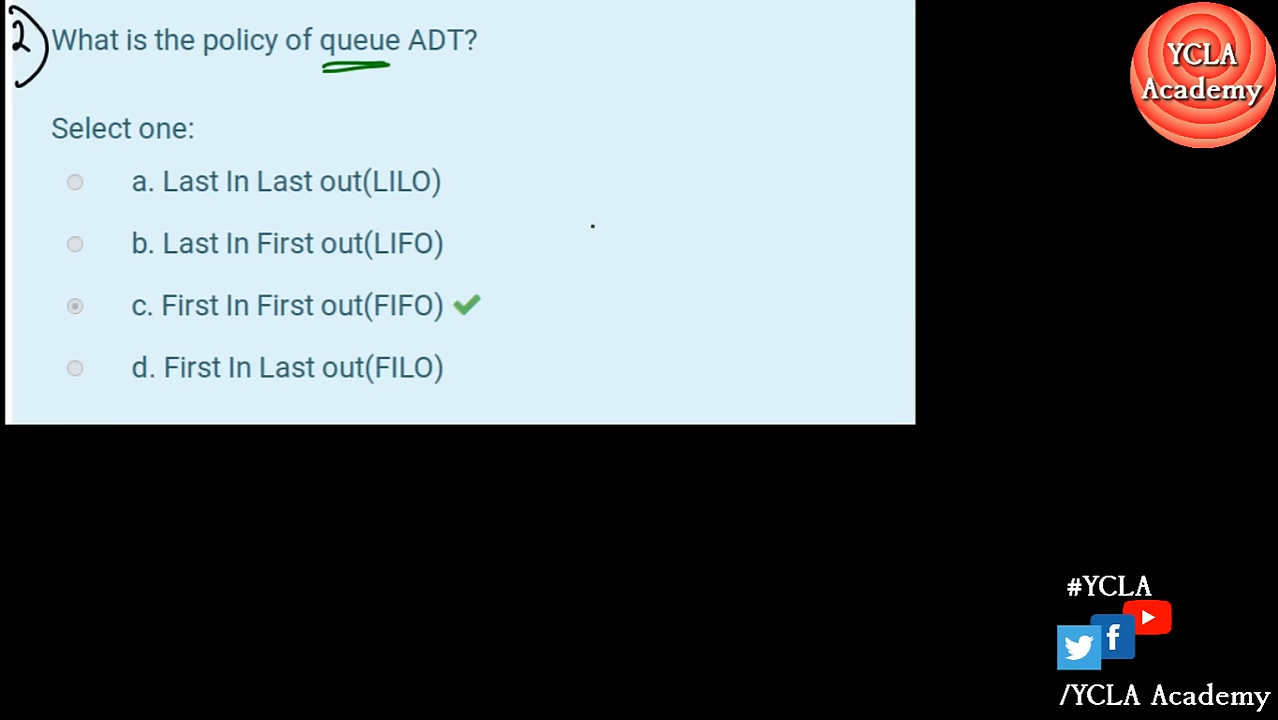 2) What is the policy of queue ADT?
Select one:
a. Last In Last out(LILO)
b. Last In First out(LIFO)
c. First In First out(FIFO)
d. First In Last out(FILO)
YCLA
Academy
#YCLA
f
/YCLA Academy